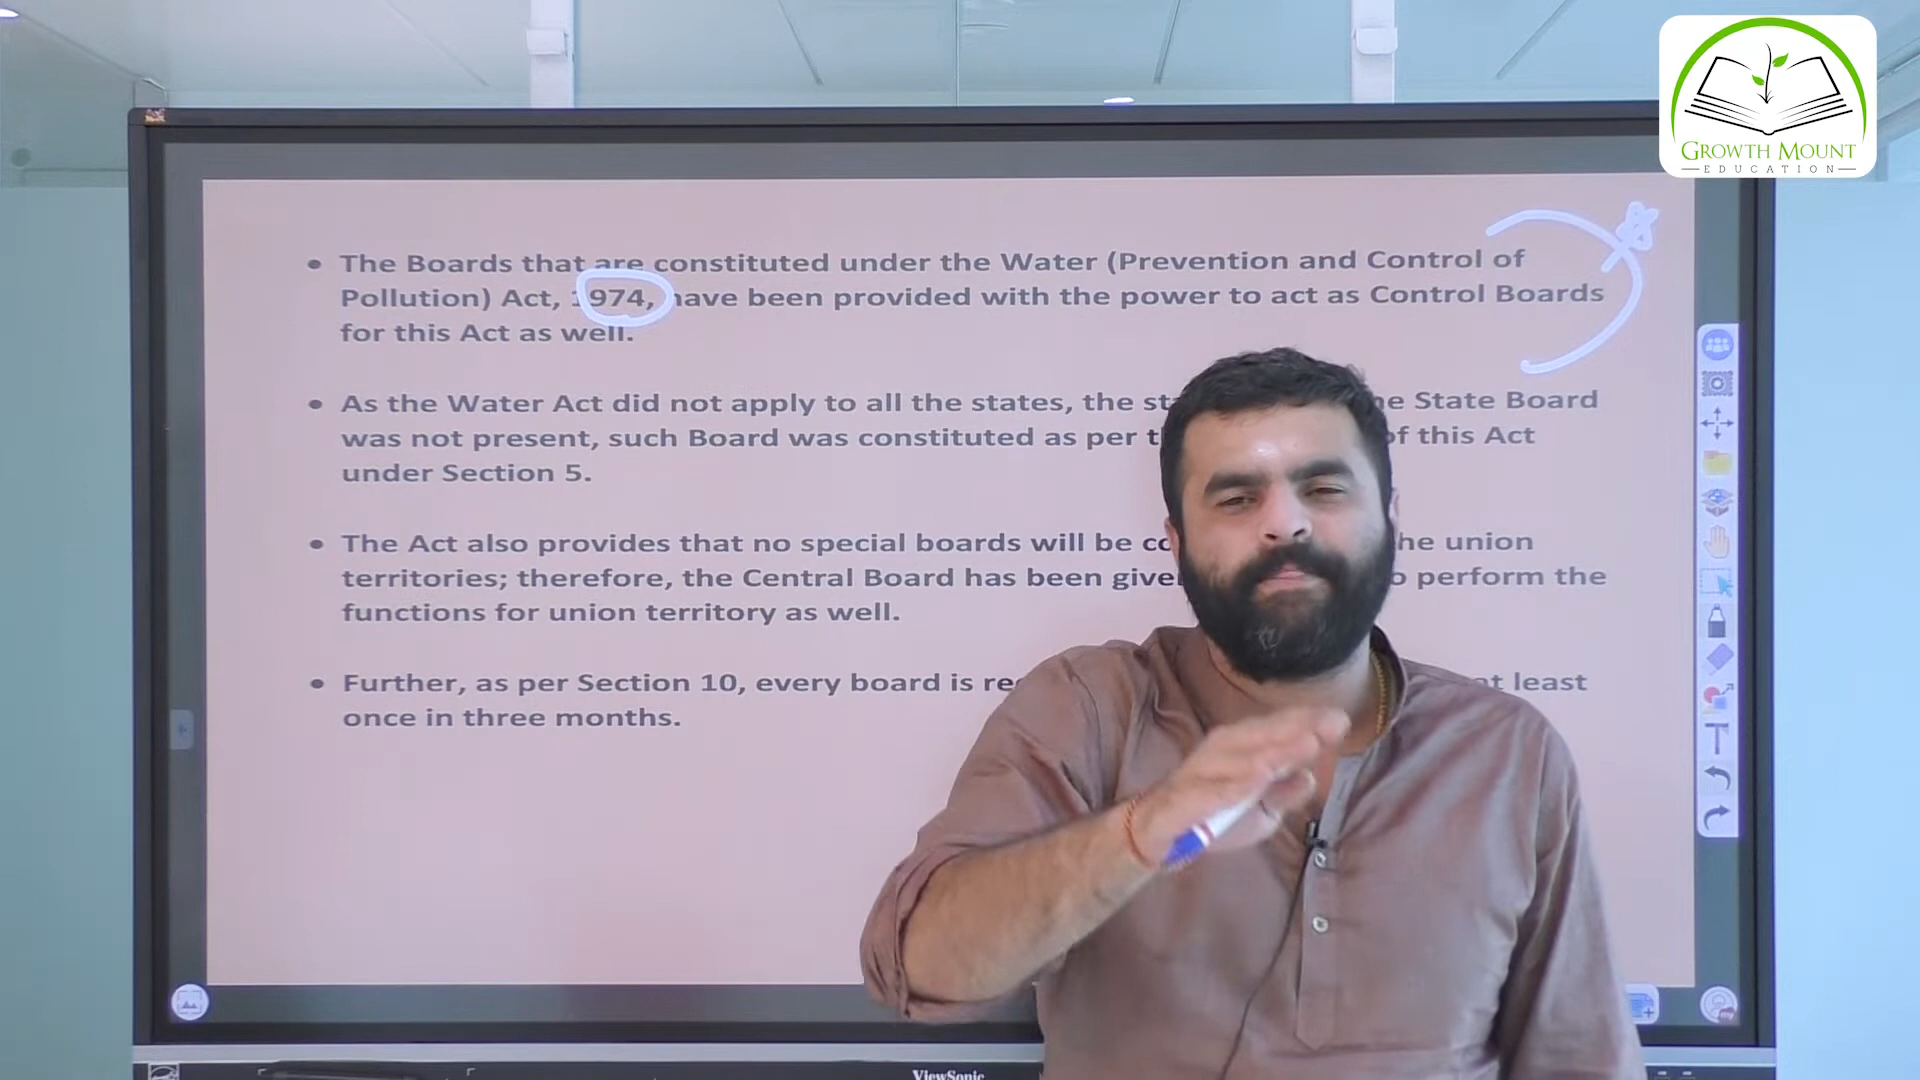 GROWTH MOUNT
EDUCATION
• The Boards that are constituted under the Water (Prevention and Control of
Pollution) Act, 1974, have been provided with the power to act as Control Boards
for this Act as well.
• As the Water Act did not apply to all the states, the State Board
was not present, such Board was constituted as per of this Act
under Section 5.
• The Act also provides that no special boards will be union
territories; therefore, the Central Board has been perform the
functions for union territory as well.
• Further, as per Section 10, every board is least
once in three months.
ViewSonic